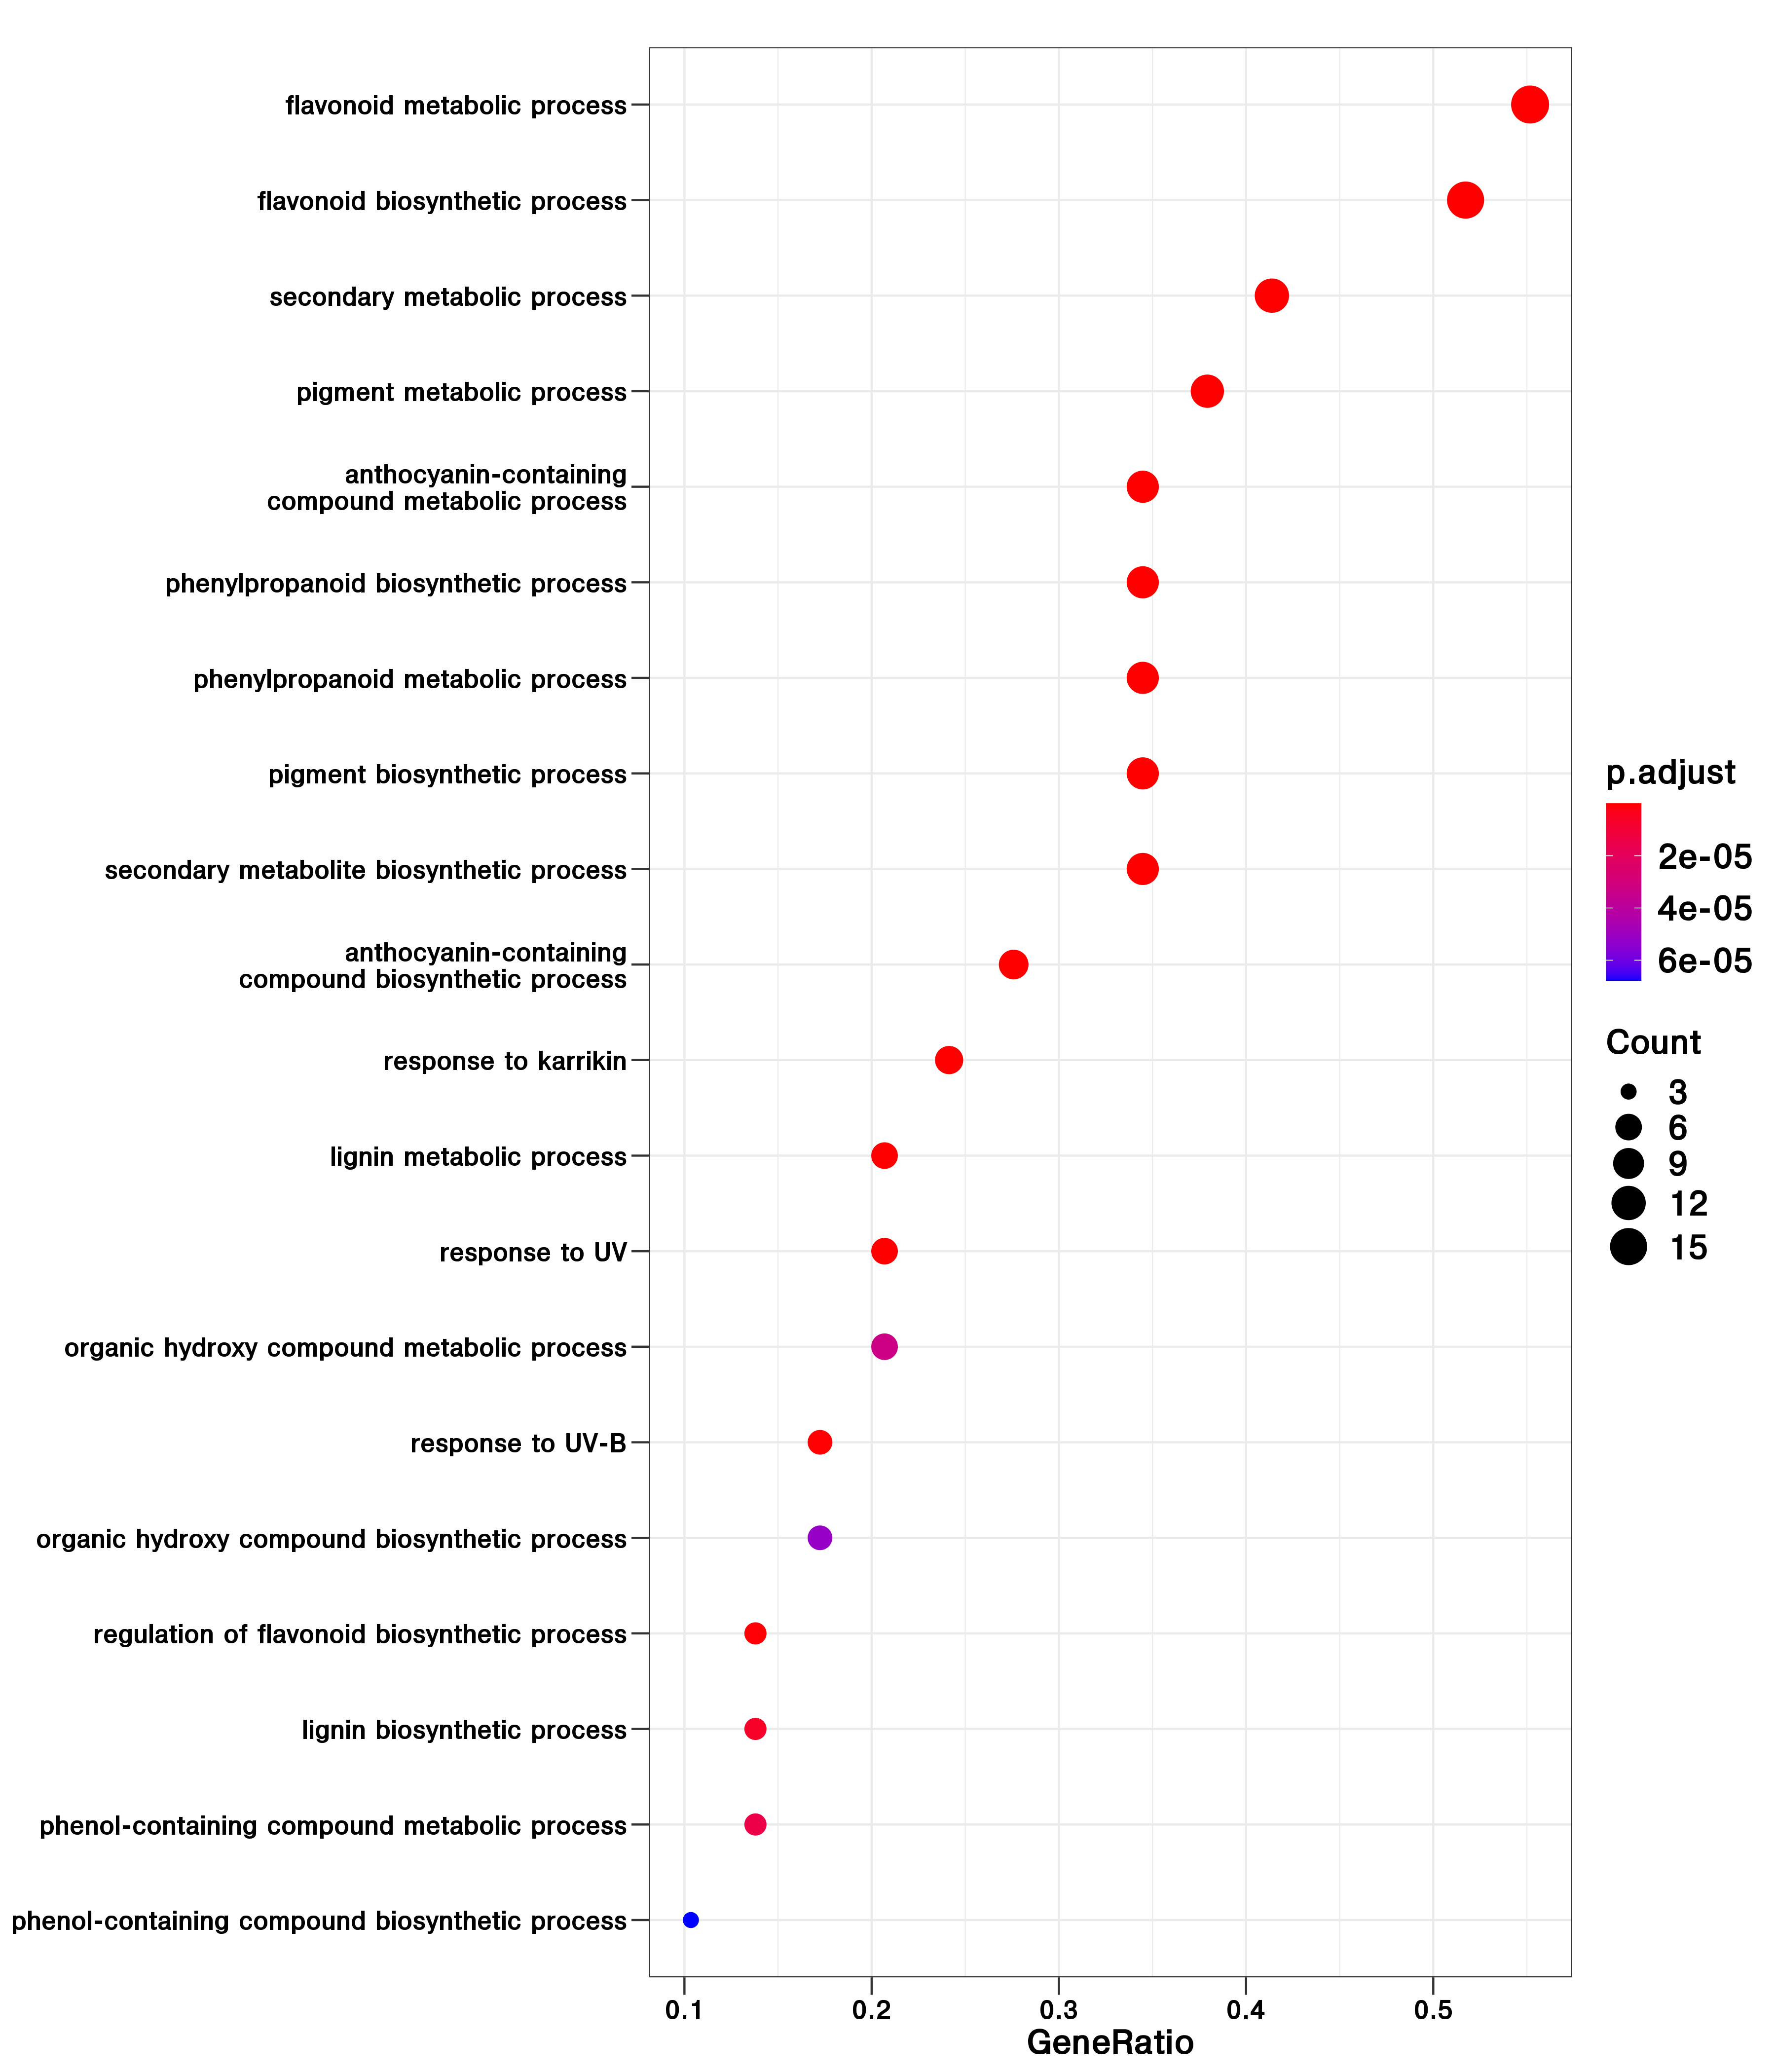 flavonoid metabolic process
flavonoid biosynthetic process
secondary metabolic process
pigment metabolic process
anthocyanin-containing
compound metabolic process
phenylpropanoid biosynthetic process
phenylpropanoid metabolic process
pigment biosynthetic process
secondary metabolite biosynthetic process
anthocyanin-containing
compound biosynthetic process
response to karrikin
lignin metabolic process
response to UV
organic hydroxy compound metabolic process
response to UV-B
organic hydroxy compound biosynthetic process
regulation of flavonoid biosynthetic process
lignin biosynthetic process
phenol-containing compound metabolic process
phenol-containing compound biosynthetic process
0.1 0.2 0.3 0.4 0.5
GeneRatio
p.adjust
2e-05
4e-05
6e-05
Count
3
6
9
12
15